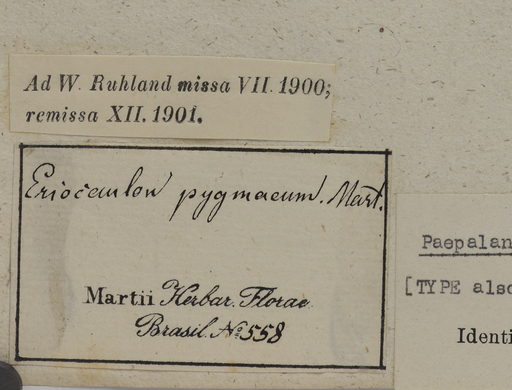 Ad W. Ruhland missa VII. 1900;
remissa XII. 1901.
Eriocaulon pygmaeum. Mart.
Martii Herbar. Florae
Brasil. No. 558
Paepalan
[TYPE also
Identi